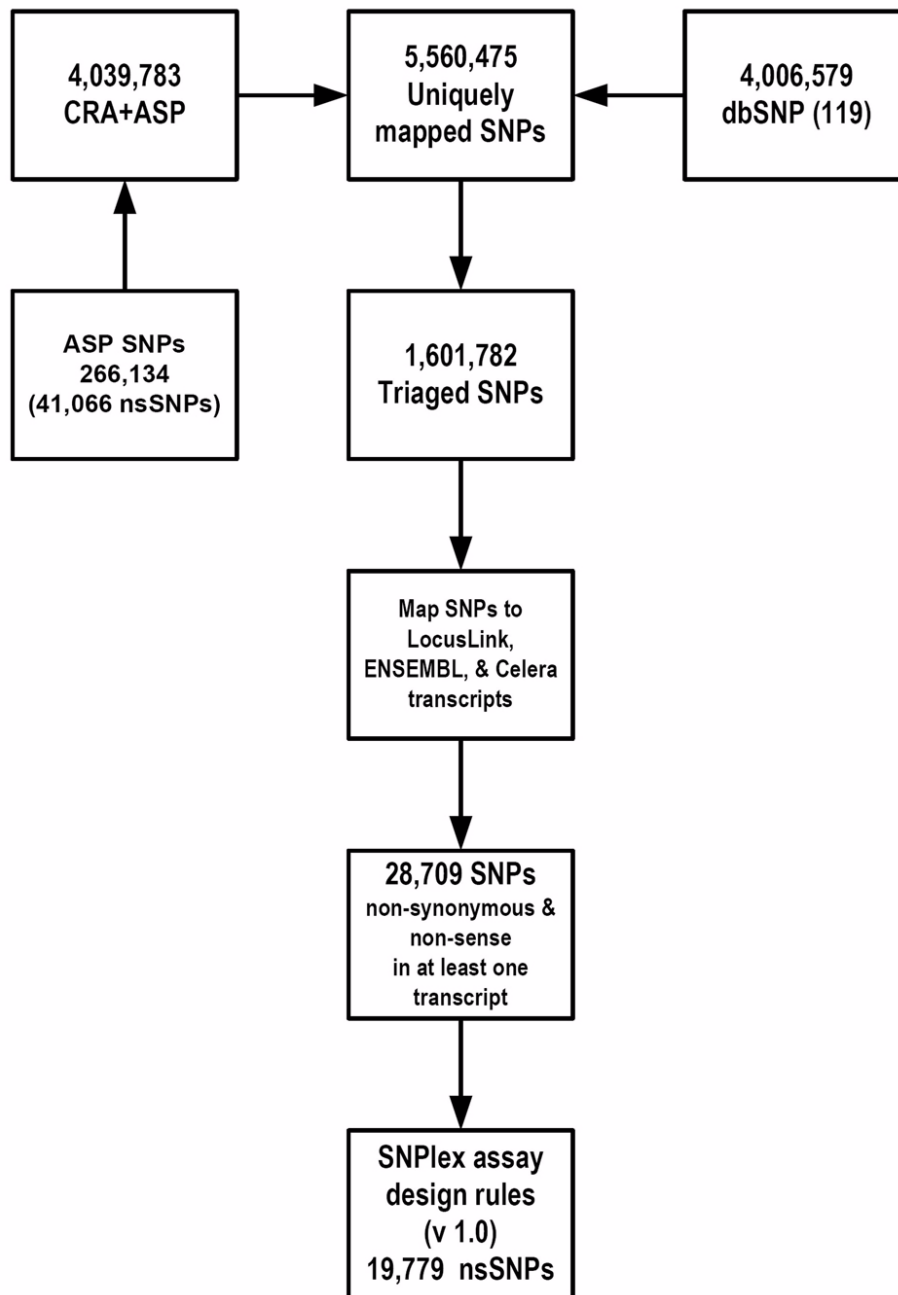 4,039,783
CRA+ASP
5,560,475
Uniquely
mapped SNPs
4,006,579
dbSNP (119)
ASP SNPs
266,134
(41,066 nsSNPs)
1,601,782
Triaged SNPs
Map SNPs to
LocusLink,
ENSEMBL, & Celera
transcripts
28,709 SNPs
non-synonymous &
non-sense
in at least one
transcript
SNPlex assay
design rules
(v 1.0)
19,779 nsSNPs